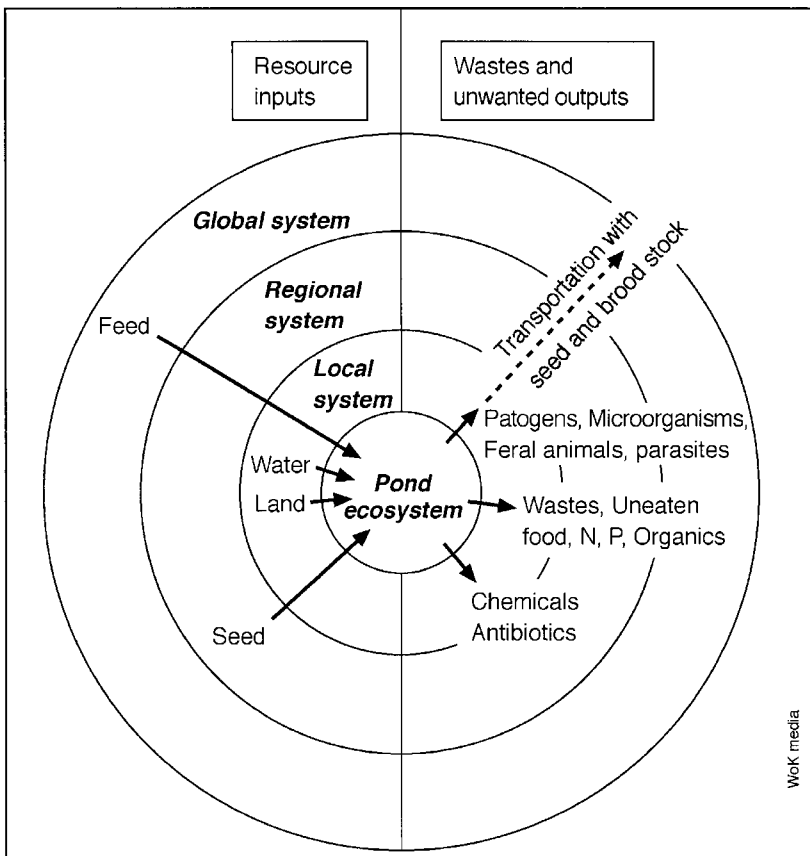 Resource
inputs
Wastes and
unwanted outputs
Global system
Regional
system
Local
system
Feed
Water
Land
Seed
Pond
ecosystem
Transportation with
seed and brood stock
Patogens, Microorganisms,
Feral animals, parasites
Wastes, Uneaten
food, N, P, Organics
Chemicals
Antibiotics
WoK media